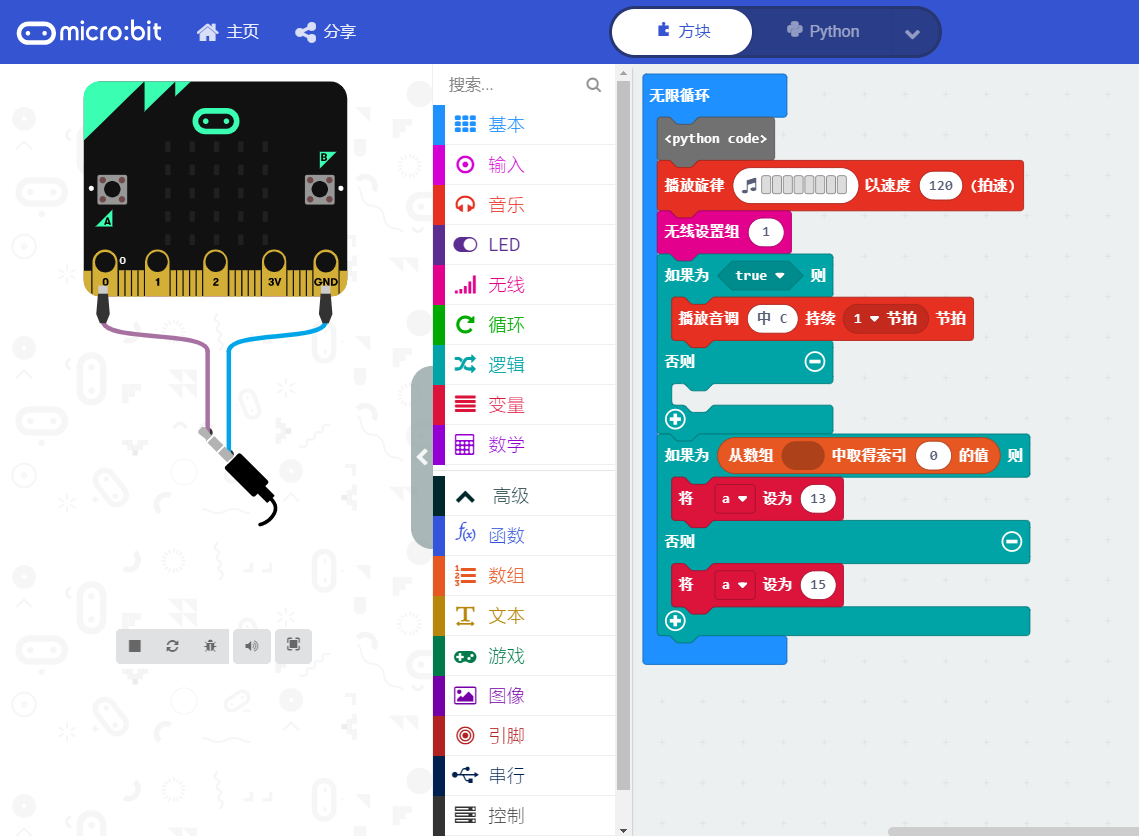 micro:bit 主页 分享 方块 Python
B
A
0
0 1 2 3V GND
搜索...
基本
输入
音乐
LED
无线
循环
逻辑
变量
数学
高级
f(x) 函数
数组
文本
游戏
图像
引脚
串行
控制
无限循环
<python code>
播放旋律 以速度 120 (拍速)
无线设置组 1
如果为 true 则
播放音调 中 C 持续 1 节拍 节拍
否则
如果为 从数组 中取得索引 0 的值 则
将 a 设为 13
否则
将 a 设为 15